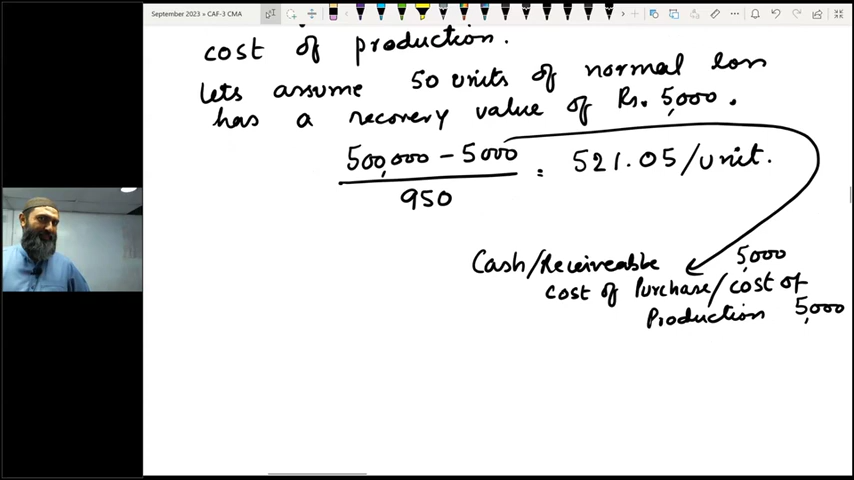 September 2023 » CAF-3 CMA
cost of production.
Lets assume 50 units of normal loss
has a recovery value of Rs. 5,000.
500,000 - 5000
950
= 521.05/unit.
Cash/Receiveable 5,000
cost of Purchase/cost of
Production 5,000